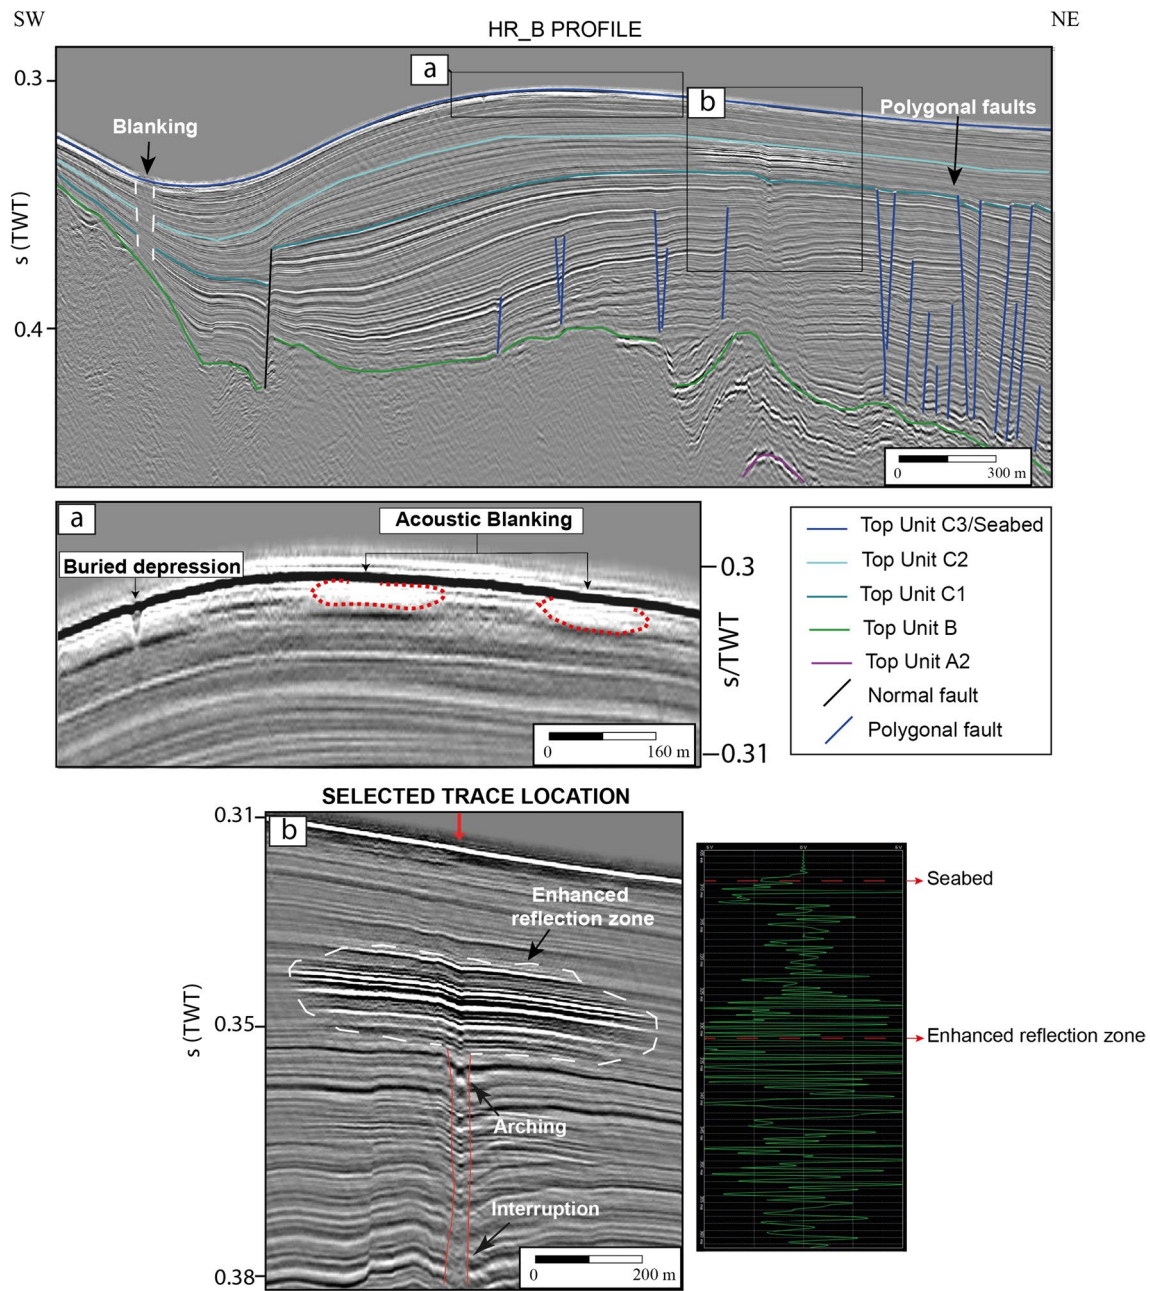 SW
NE
HR_B PROFILE
0.3
a
b
Blanking
Polygonal faults
s (TWT)
0.4
0
300 m
a
Acoustic Blanking
Buried depression
0.3
s/TWT
0
160 m
0.31
Top Unit C3/Seabed
Top Unit C2
Top Unit C1
Top Unit B
Top Unit A2
Normal fault
Polygonal fault
SELECTED TRACE LOCATION
0.31
b
Enhanced
reflection zone
s (TWT)
0.35
Arching
Interruption
0.38
0
200 m
Seabed
Enhanced reflection zone